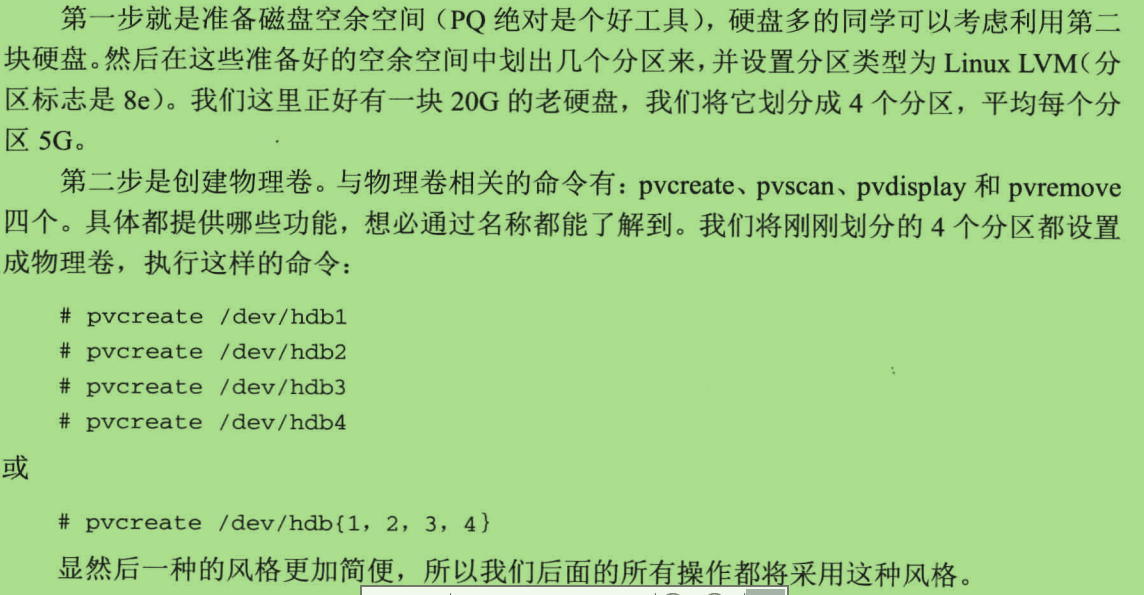 第一步就是准备磁盘空余空间（PQ 绝对是个好工具），硬盘多的同学可以考虑利用第二
块硬盘。然后在这些准备好的空余空间中划出几个分区来，并设置分区类型为 Linux LVM（分
区标志是 8e）。我们这里正好有一块 20G 的老硬盘，我们将它划分成 4 个分区，平均每个分
区 5G。
第二步是创建物理卷。与物理卷相关的命令有：pvcreate、pvscan、pvdisplay 和 pvremove
四个。具体都提供哪些功能，想必通过名称都能了解到。我们将刚刚划分的 4 个分区都设置
成物理卷，执行这样的命令：
# pvcreate /dev/hdb1
# pvcreate /dev/hdb2
# pvcreate /dev/hdb3
# pvcreate /dev/hdb4
或
# pvcreate /dev/hdb{1, 2, 3, 4}
显然后一种的风格更加简便，所以我们后面的所有操作都将采用这种风格。